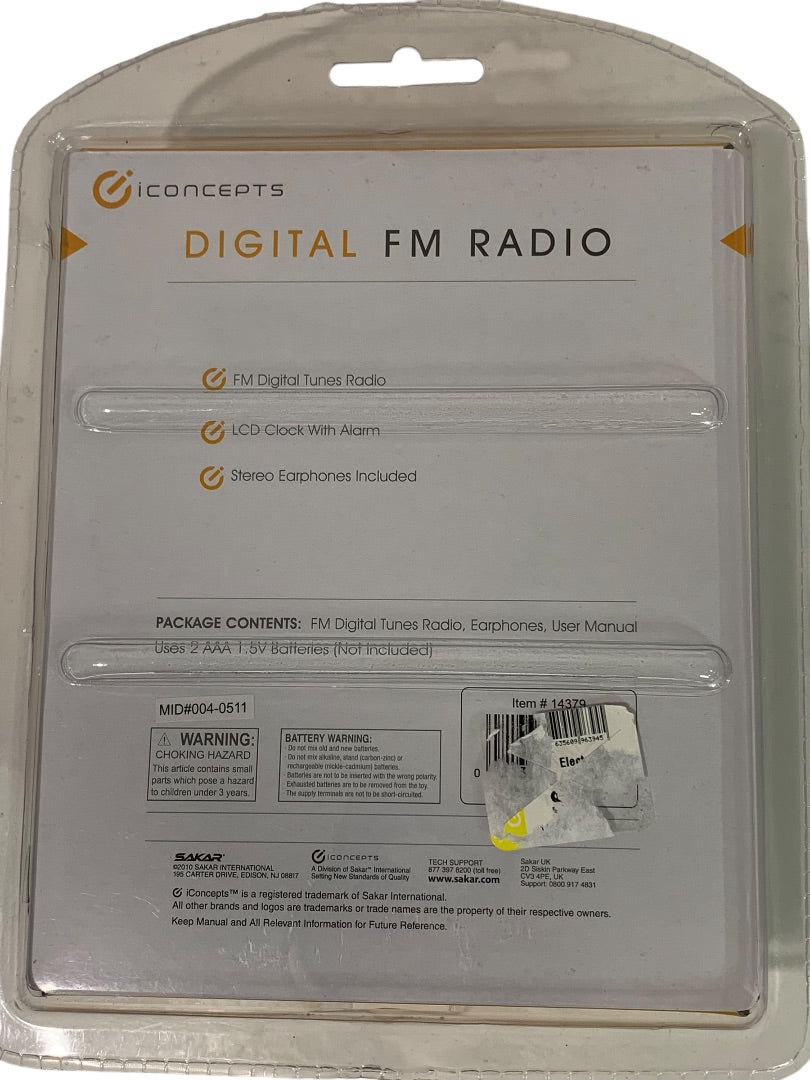 iCONCEPTS
DIGITAL FM RADIO
FM Digital Tunes Radio
LCD Clock With Alarm
Stereo Earphones Included
PACKAGE CONTENTS: FM Digital Tunes Radio, Earphones, User Manual
Uses 2 AAA 1.5V Batteries (Not Included)
MID#004-0511
⚠ WARNING:
CHOKING HAZARD
This article contains small
parts which pose a hazard
to children under 3 years.
BATTERY WARNING:
· Do not mix old and new batteries.
· Do not mix alkaline, stand (carbon-zinc) or
rechargeable (nickle-cadmium) batteries.
· Batteries are not to be inserted with the wrong polarity.
Exhausted batteries are to be removed from the toy.
· The supply terminals are not to be short-circuited.
Item # 14379
0
3
635609 963945
Elect
SAKAR®
©2010 SAKAR INTERNATIONAL
195 CARTER DRIVE, EDISON, NJ 08817
iCONCEPTS
A Division of Sakar™ International
Setting New Standards of Quality
TECH SUPPORT
877 397 8200 (toll free)
www.sakar.com
Sakar UK
2D Siskin Parkway East
CV3 4PE, UK
Support: 0800 917 4831
iConcepts™ is a registered trademark of Sakar International.
All other brands and logos are trademarks or trade names are the property of their respective owners.
Keep Manual and All Relevant Information for Future Reference.